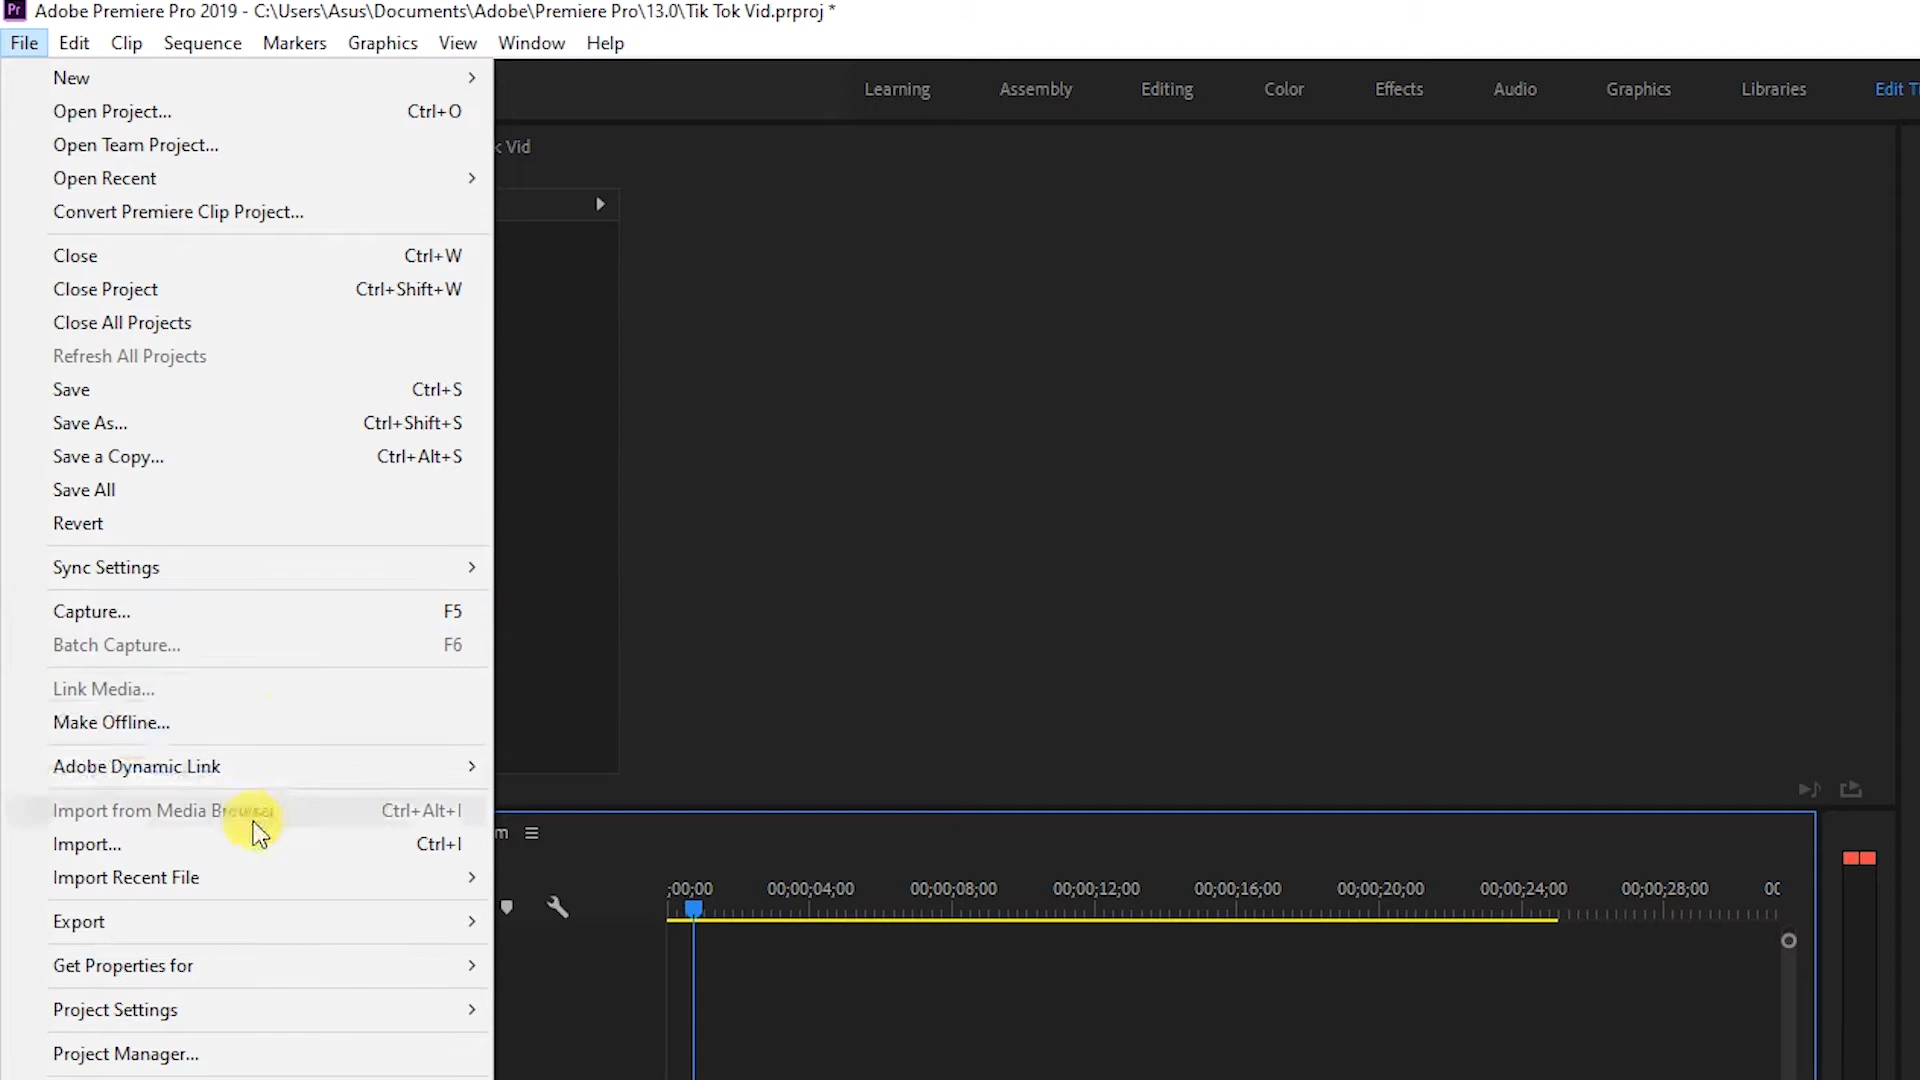 Pr Adobe Premiere Pro 2019 - C:\Users\Asus\Documents\Adobe\Premiere Pro\13.0\Tik Tok Vid.prproj *
File Edit Clip Sequence Markers Graphics View Window Help
Learning Assembly Editing Color Effects Audio Graphics Libraries Edit T
New
Open Project... Ctrl+O
Open Team Project...
k Vid
Open Recent
Convert Premiere Clip Project...
Close Ctrl+W
Close Project Ctrl+Shift+W
Close All Projects
Refresh All Projects
Save Ctrl+S
Save As... Ctrl+Shift+S
Save a Copy... Ctrl+Alt+S
Save All
Revert
Sync Settings
Capture... F5
Batch Capture... F6
Link Media...
Make Offline...
Adobe Dynamic Link
Import from Media Browser Ctrl+Alt+I
m
Import... Ctrl+I
Import Recent File
;00;00 00;00;04;00 00;00;08;00 00;00;12;00 00;00;16;00 00;00;20;00 00;00;24;00 00;00;28;00 00
Export
Get Properties for
Project Settings
Project Manager...